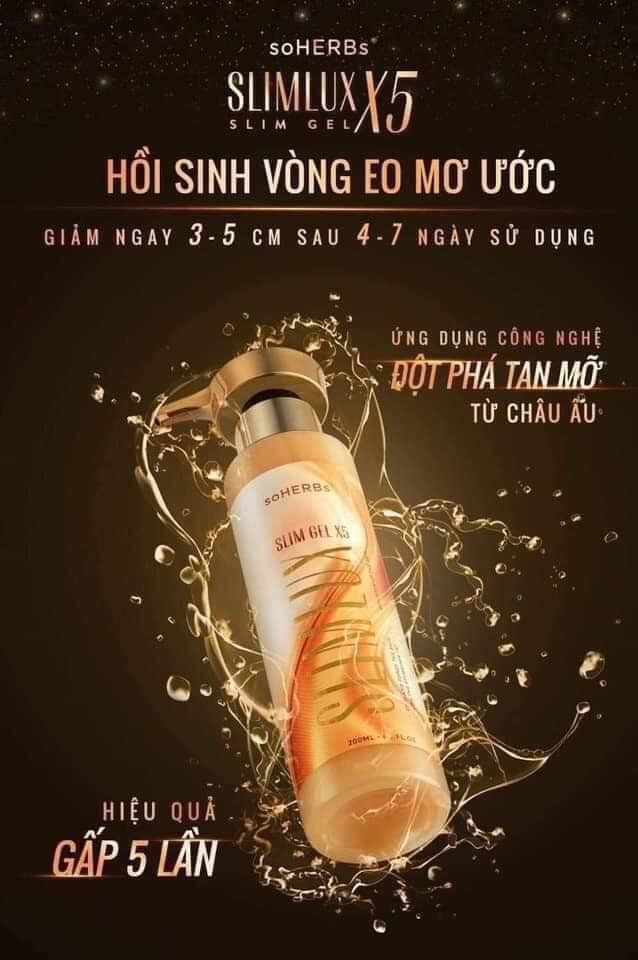 soHERBs
SLIMLUX X5
SLIM GEL
HỒI SINH VÒNG EO MƠ ƯỚC
GIẢM NGAY 3-5 CM SAU 4-7 NGÀY SỬ DỤNG
ỨNG DỤNG CÔNG NGHỆ
ĐỘT PHÁ TAN MỠ
TỪ CHÂU ÂU
soHERBs
SLIM GEL X5
SLIMLUX
200ML
HIỆU QUẢ
GẤP 5 LẦN